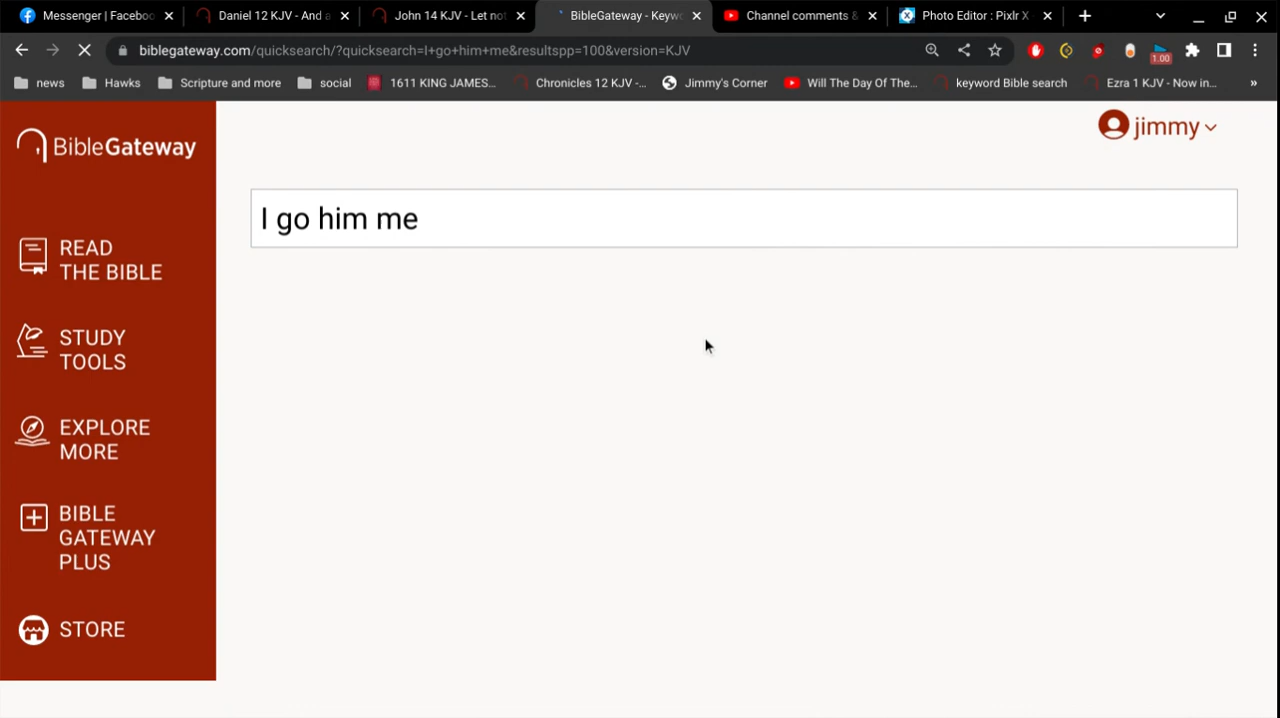 Messenger | Faceboo
Daniel 12 KJV - And a
John 14 KJV - Let not
BibleGateway - Keyw
Channel comments &
Photo Editor : Pixlr X
biblegateway.com/quicksearch/?quicksearch=I+go+him+me&resultspp=100&version=KJV
1.00
news
Hawks
Scripture and more
social
1611 KING JAMES...
Chronicles 12 KJV -...
Jimmy's Corner
Will The Day Of The...
keyword Bible search
Ezra 1 KJV - Now in...
»
BibleGateway
jimmy
I go him me
READ
THE BIBLE
STUDY
TOOLS
EXPLORE
MORE
BIBLE
GATEWAY
PLUS
STORE